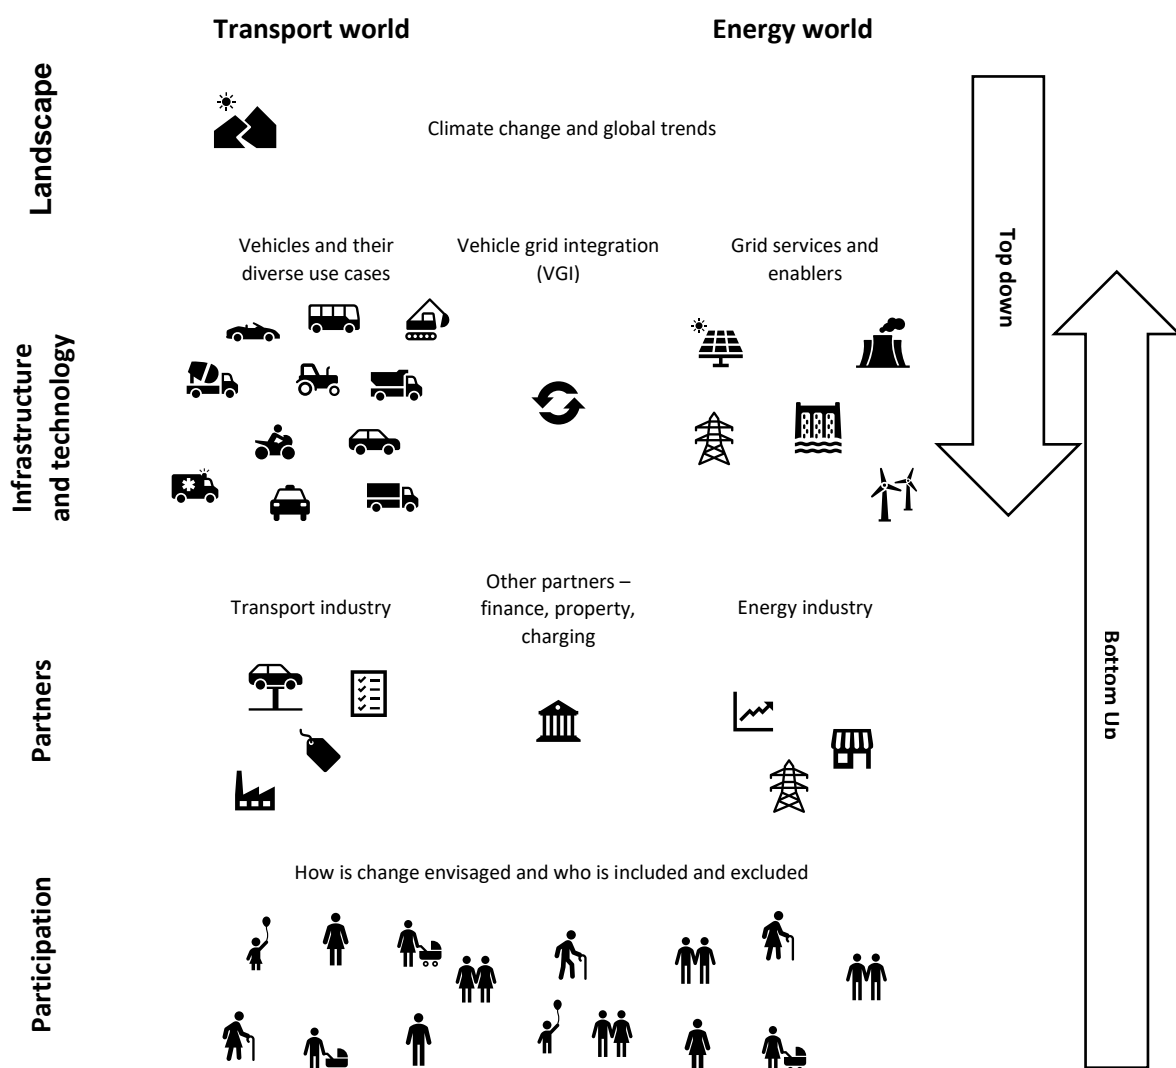 Transport world
Energy world
Landscape
Climate change and global trends
Top down
Vehicles and their
diverse use cases
Vehicle grid integration
(VGI)
Grid services and
enablers
Infrastructure
and technology
Bottom Up
Transport industry
Other partners –
finance, property,
charging
Energy industry
Partners
How is change envisaged and who is included and excluded
Participation